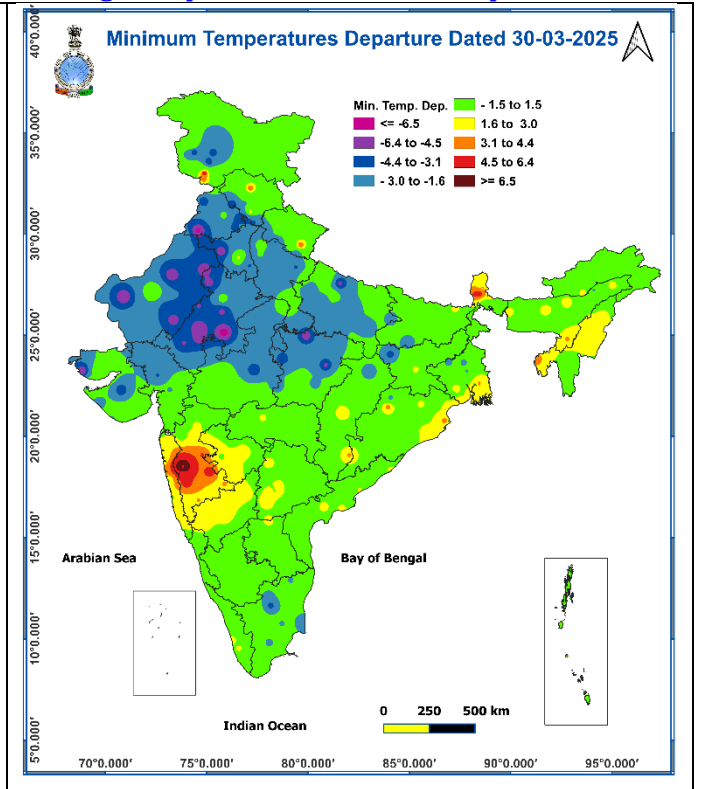 Minimum Temperatures Departure Dated 30-03-2025
Min. Temp. Dep.
<= -6.5
-6.4 to -4.5
-4.4 to -3.1
- 3.0 to -1.6
- 1.5 to 1.5
1.6 to 3.0
3.1 to 4.4
4.5 to 6.4
>= 6.5
40°0.000'
35°0.000'
30°0.000'
25°0.000'
20°0.000'
15°0.000'
10°0.000'
5°0.000'
Arabian Sea
Bay of Bengal
Indian Ocean
0 250 500 km
70°0.000' 75°0.000' 80°0.000' 85°0.000' 90°0.000' 95°0.000'